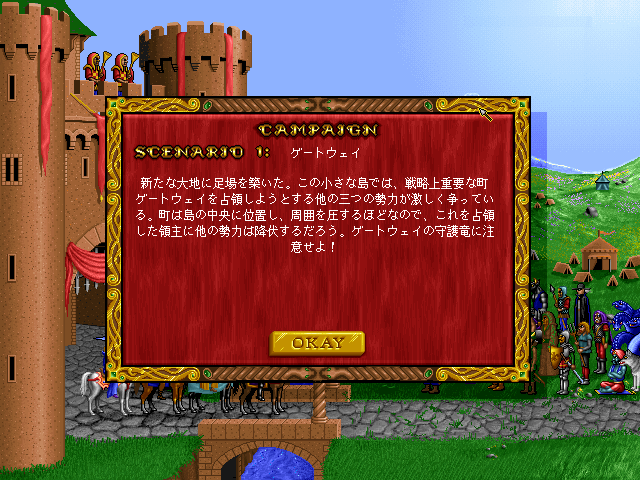 CAMPAIGN
SCENARIO 1: ゲートウェイ
新たな大地に足場を築いた。この小さな島では、戦略上重要な町
ゲートウェイを占領しようとする他の三つの勢力が激しく争ってい
る。町は島の中央に位置し、周囲を圧するほどなので、これを占領
した領主に他の勢力は降伏するだろう。ゲートウェイの守護竜に注
意せよ！
OKAY